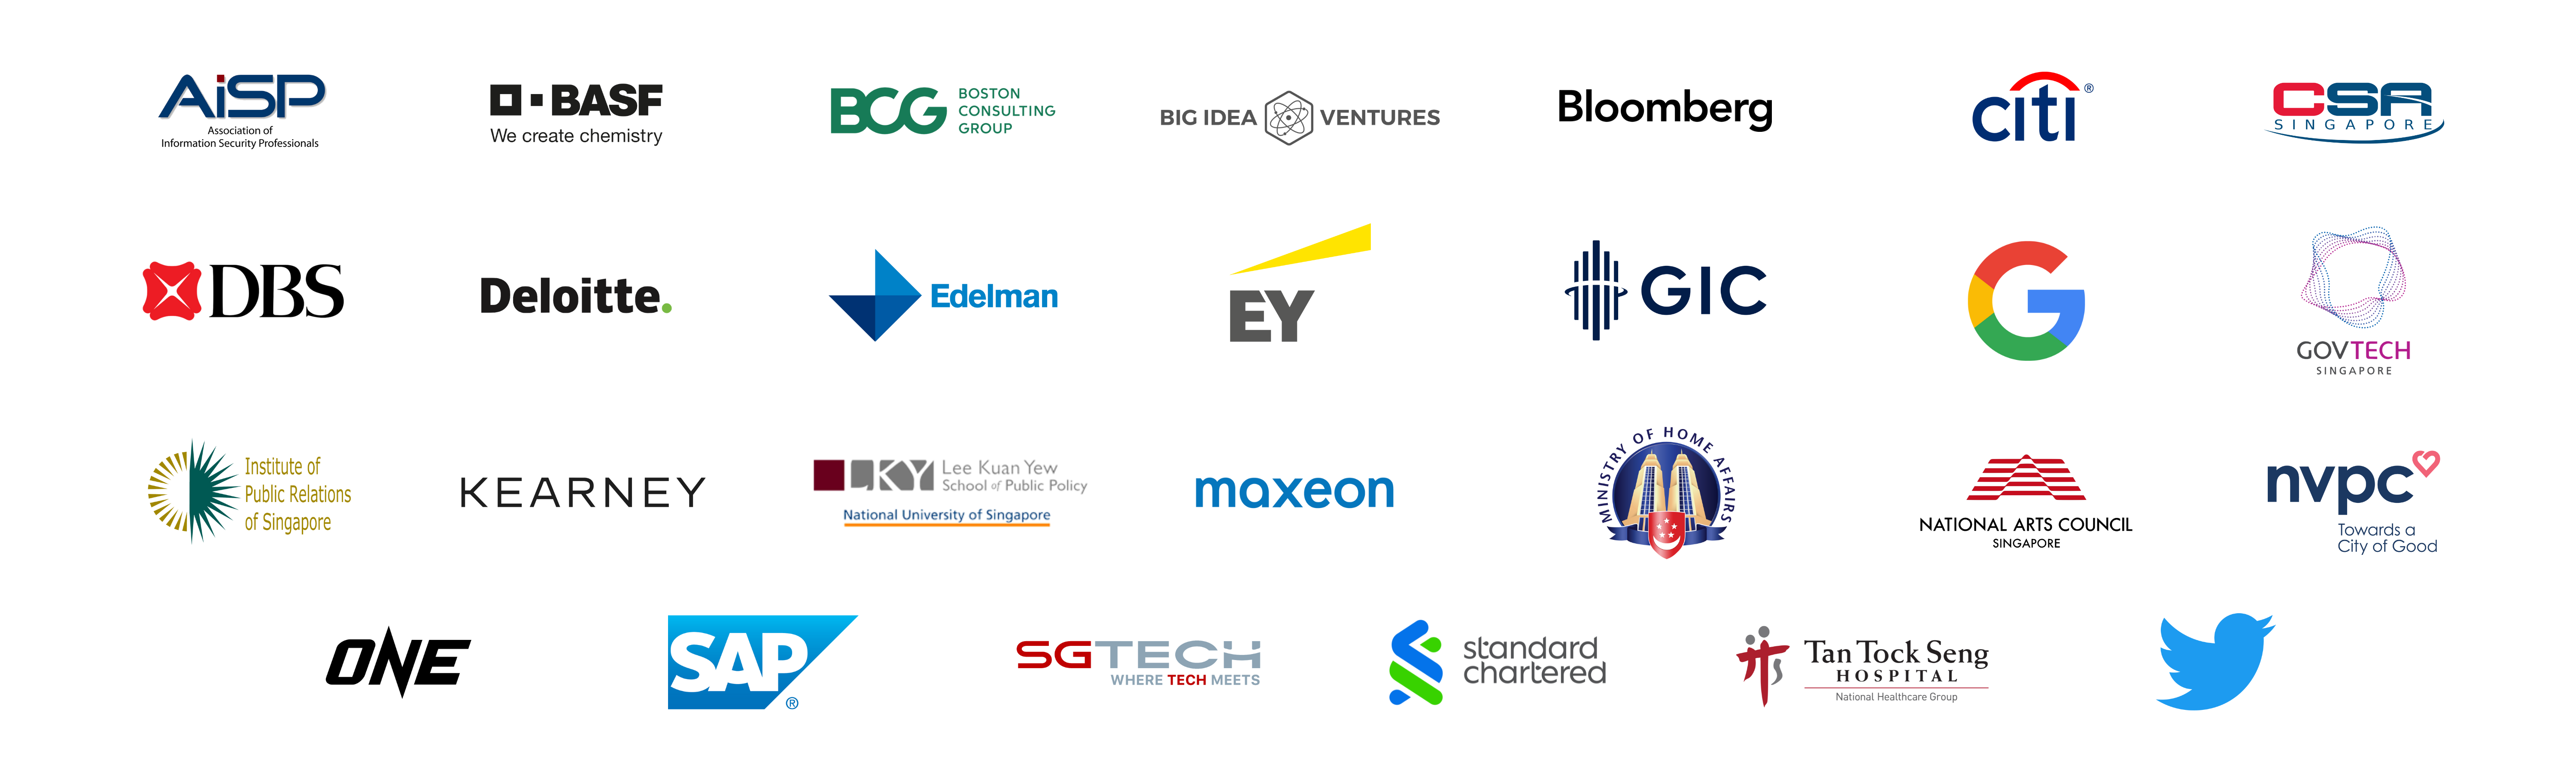 AiSP
Association of
Information Security Professionals
BASF
We create chemistry
BCG
BOSTON
CONSULTING
GROUP
BIG IDEA VENTURES
Bloomberg
citi®
CSA
SINGAPORE
DBS
Deloitte.
Edelman
EY
GIC
G
GOVTECH
SINGAPORE
Institute of
Public Relations
of Singapore
KEARNEY
LKY
Lee Kuan Yew
School of Public Policy
National University of Singapore
maxeon
MINISTRY OF HOME AFFAIRS
NATIONAL ARTS COUNCIL
SINGAPORE
nvpc
Towards a
City of Good
ONE
SAP®
SGTECH
WHERE TECH MEETS
standard
chartered
Tan Tock Seng
HOSPITAL
National Healthcare Group